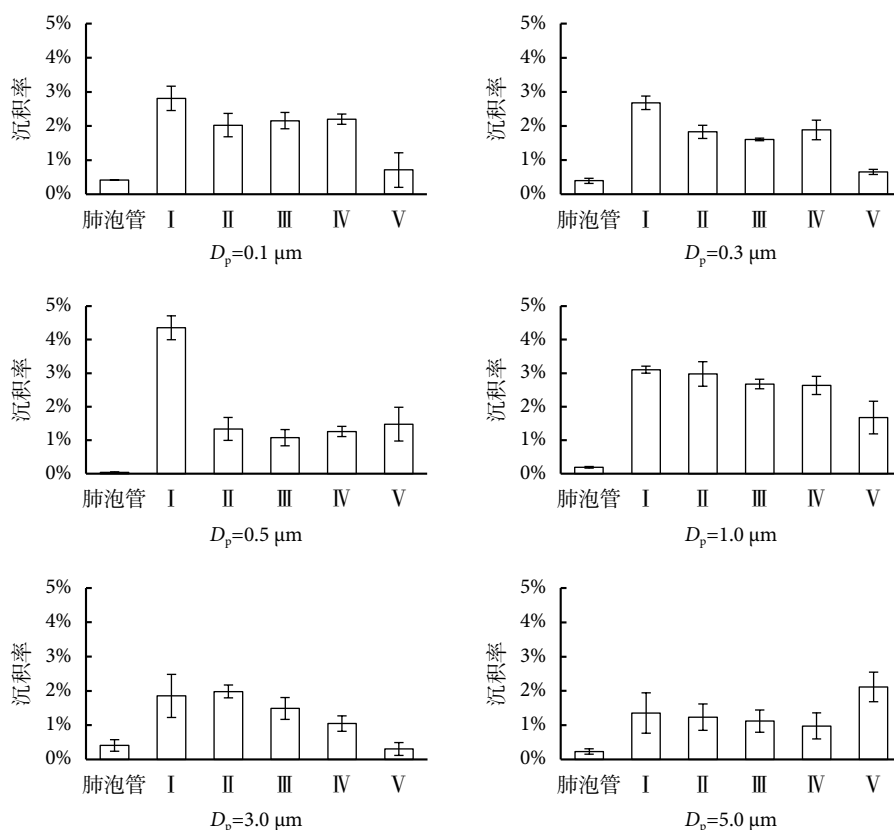 5%
4%
3%
2%
1%
0%
沉积率
肺泡管 Ⅰ Ⅱ Ⅲ Ⅳ Ⅴ
Dp=0.1 μm
5%
4%
3%
2%
1%
0%
沉积率
肺泡管 Ⅰ Ⅱ Ⅲ Ⅳ Ⅴ
Dp=0.3 μm
5%
4%
3%
2%
1%
0%
沉积率
肺泡管 Ⅰ Ⅱ Ⅲ Ⅳ Ⅴ
Dp=0.5 μm
5%
4%
3%
2%
1%
0%
沉积率
肺泡管 Ⅰ Ⅱ Ⅲ Ⅳ Ⅴ
Dp=1.0 μm
5%
4%
3%
2%
1%
0%
沉积率
肺泡管 Ⅰ Ⅱ Ⅲ Ⅳ Ⅴ
Dp=3.0 μm
5%
4%
3%
2%
1%
0%
沉积率
肺泡管 Ⅰ Ⅱ Ⅲ Ⅳ Ⅴ
Dp=5.0 μm